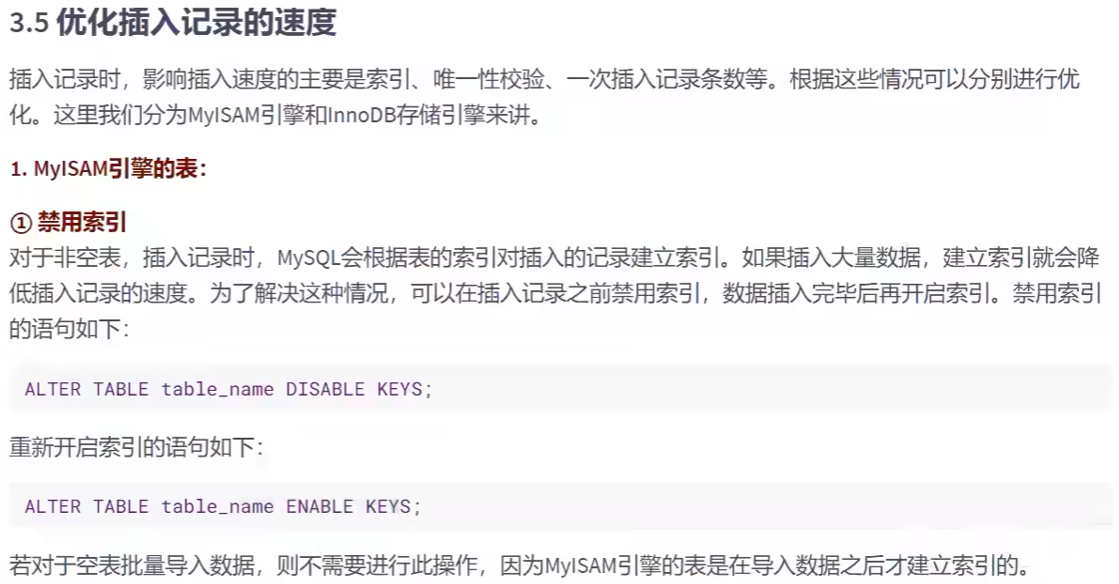 3.5 优化插入记录的速度
插入记录时，影响插入速度的主要是索引、唯一性校验、一次插入记录条数等。根据这些情况可以分别进行优
化。这里我们分为MyISAM引擎和InnoDB存储引擎来讲。
1. MyISAM引擎的表：
① 禁用索引
对于非空表，插入记录时，MySQL会根据表的索引对插入的记录建立索引。如果插入大量数据，建立索引就会降
低插入记录的速度。为了解决这种情况，可以在插入记录之前禁用索引，数据插入完毕后再开启索引。禁用索引
的语句如下：
ALTER TABLE table_name DISABLE KEYS;
重新开启索引的语句如下：
ALTER TABLE table_name ENABLE KEYS;
若对于空表批量导入数据，则不需要进行此操作，因为MyISAM引擎的表是在导入数据之后才建立索引的。